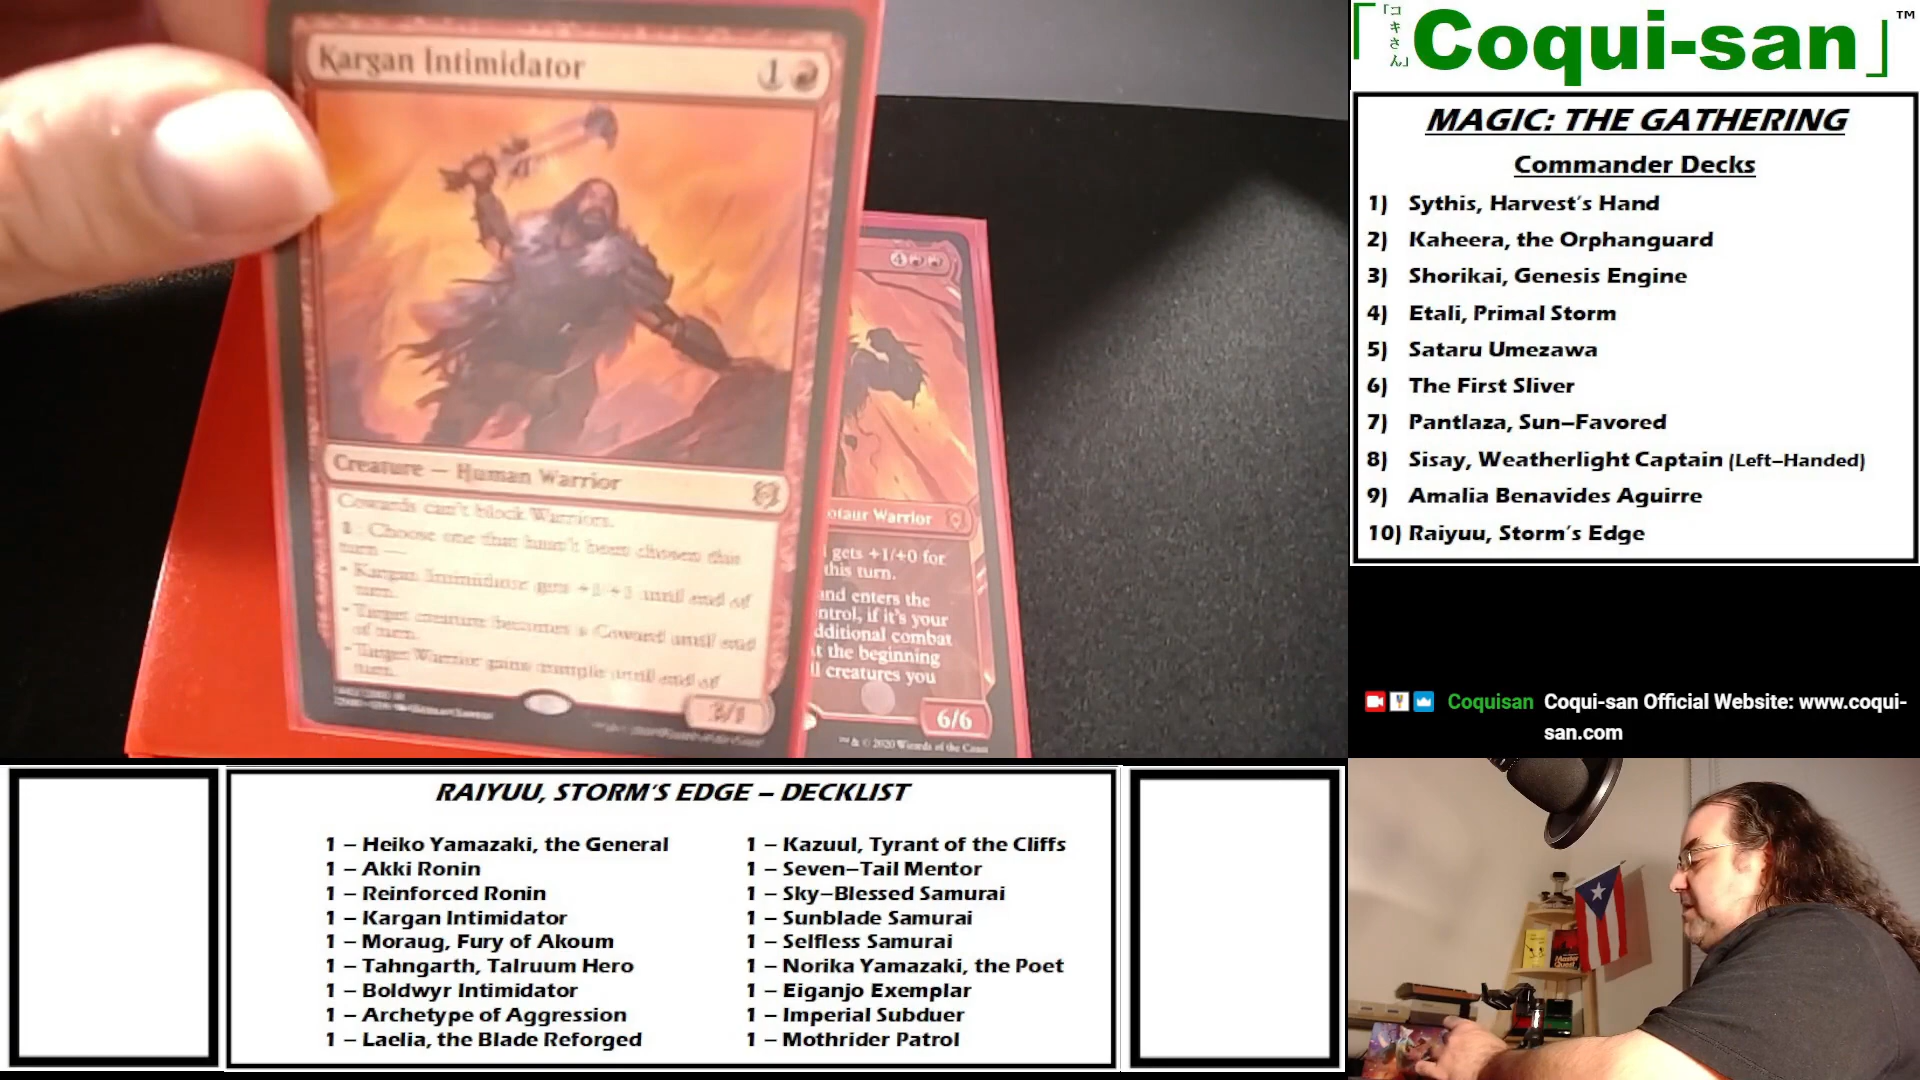 Kargan Intimidator
1
Creature — Human Warrior
Cowards can't block Warriors.
1: Choose one that hasn't been chosen this
turn —
• Kargan Intimidator gets +1/+1 until end of
turn.
• Target creature becomes a Coward until end
of turn.
• Target Warrior gains trample until end of
turn.
3/1
4
otaur Warrior
l gets +1/+0 for
this turn.
and enters the
ntrol, if it's your
dditional combat
t the beginning
ll creatures you
6/6
™ & © 2020 Wizards of the Coast
「コキさん」
「Coqui-san」™
MAGIC: THE GATHERING
Commander Decks
1) Sythis, Harvest's Hand
2) Kaheera, the Orphanguard
3) Shorikai, Genesis Engine
4) Etali, Primal Storm
5) Sataru Umezawa
6) The First Sliver
7) Pantlaza, Sun-Favored
8) Sisay, Weatherlight Captain (Left-Handed)
9) Amalia Benavides Aguirre
10) Raiyuu, Storm's Edge
Coquisan Coqui-san Official Website: www.coqui-
san.com
RAIYUU, STORM'S EDGE - DECKLIST
1 - Heiko Yamazaki, the General
1 - Akki Ronin
1 - Reinforced Ronin
1 - Kargan Intimidator
1 - Moraug, Fury of Akoum
1 - Tahngarth, Talruum Hero
1 - Boldwyr Intimidator
1 - Archetype of Aggression
1 - Laelia, the Blade Reforged
1 - Kazuul, Tyrant of the Cliffs
1 - Seven-Tail Mentor
1 - Sky-Blessed Samurai
1 - Sunblade Samurai
1 - Selfless Samurai
1 - Norika Yamazaki, the Poet
1 - Eiganjo Exemplar
1 - Imperial Subduer
1 - Mothrider Patrol
Master
Quest